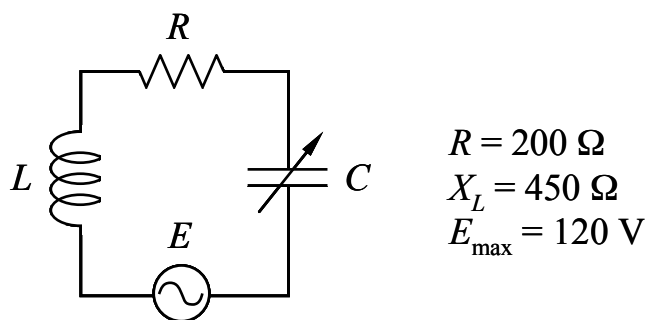 R
L
C
E
R = 200 Ω
X_L = 450 Ω
E_max = 120 V